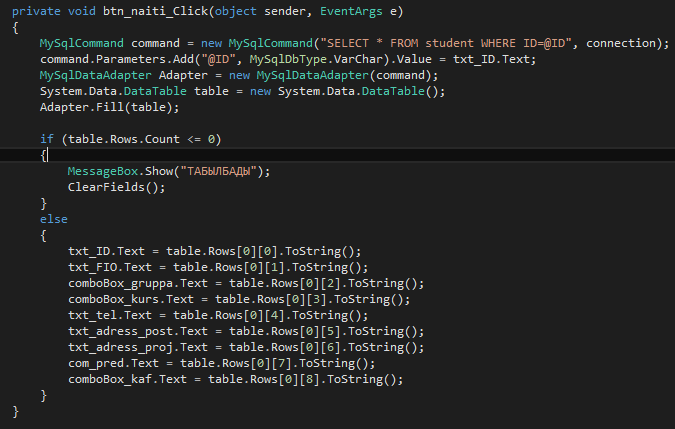 private void btn_naiti_Click(object sender, EventArgs e)
{
MySqlCommand command = new MySqlCommand("SELECT * FROM student WHERE ID=@ID", connection);
command.Parameters.Add("@ID", MySqlDbType.VarChar).Value = txt_ID.Text;
MySqlDataAdapter Adapter = new MySqlDataAdapter(command);
System.Data.DataTable table = new System.Data.DataTable();
Adapter.Fill(table);
if (table.Rows.Count <= 0)
{
MessageBox.Show("ТАБЫЛБАДЫ");
ClearFields();
}
else
{
txt_ID.Text = table.Rows[0][0].ToString();
txt_FIO.Text = table.Rows[0][1].ToString();
comboBox_gruppa.Text = table.Rows[0][2].ToString();
comboBox_kurs.Text = table.Rows[0][3].ToString();
txt_tel.Text = table.Rows[0][4].ToString();
txt_adress_post.Text = table.Rows[0][5].ToString();
txt_adress_proj.Text = table.Rows[0][6].ToString();
com_pred.Text = table.Rows[0][7].ToString();
comboBox_kaf.Text = table.Rows[0][8].ToString();
}
}